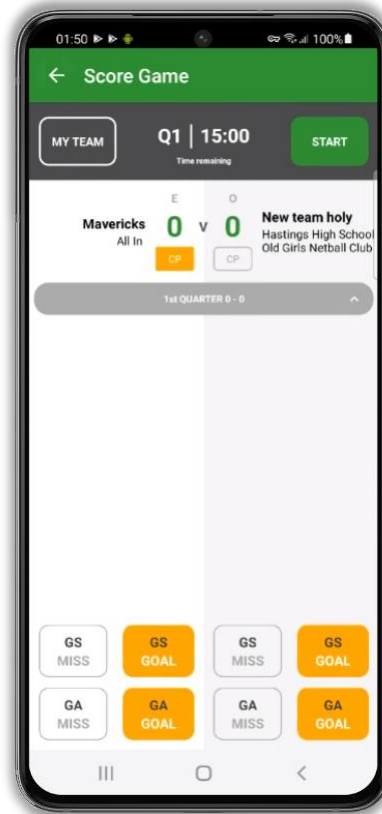 01:50 100%
← Score Game
MY TEAM
Q1 | 15:00
Time remaining
START
E O
Mavericks
All In
0 v 0
CP CP
New team holy
Hastings High School
Old Girls Netball Club
1st QUARTER 0 - 0
GS
MISS
GS
GOAL
GS
MISS
GS
GOAL
GA
MISS
GA
GOAL
GA
MISS
GA
GOAL